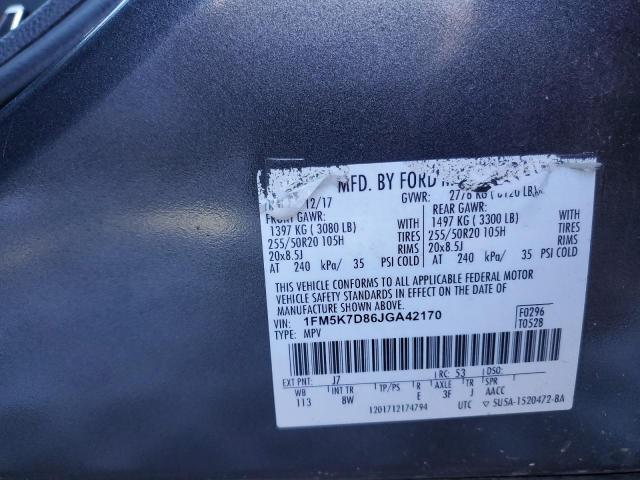 MFD. BY FORD
12/17 GVWR: 2776 KG ( 6120 LB)
FRONT GAWR: WITH REAR GAWR: WITH
1397 KG ( 3080 LB) TIRES 1497 KG ( 3300 LB) TIRES
255/50R20 105H RIMS 255/50R20 105H RIMS
20x8.5J 20x8.5J
AT 240 kPa/ 35 PSI COLD AT 240 kPa/ 35 PSI COLD
THIS VEHICLE CONFORMS TO ALL APPLICABLE FEDERAL MOTOR
VEHICLE SAFETY STANDARDS IN EFFECT ON THE DATE OF
MANUFACTURE SHOWN ABOVE.
VIN: 1FM5K7D86JGA42170 F0296
TYPE: MPV T0528
EXT PNT: J7 RC: 53 DSO:
WB INT TR TP/PS R AXLE TR SPR
113 8W E 3F J AACC
1201712174794 UTC ▽ 5U5A-1520472-BA